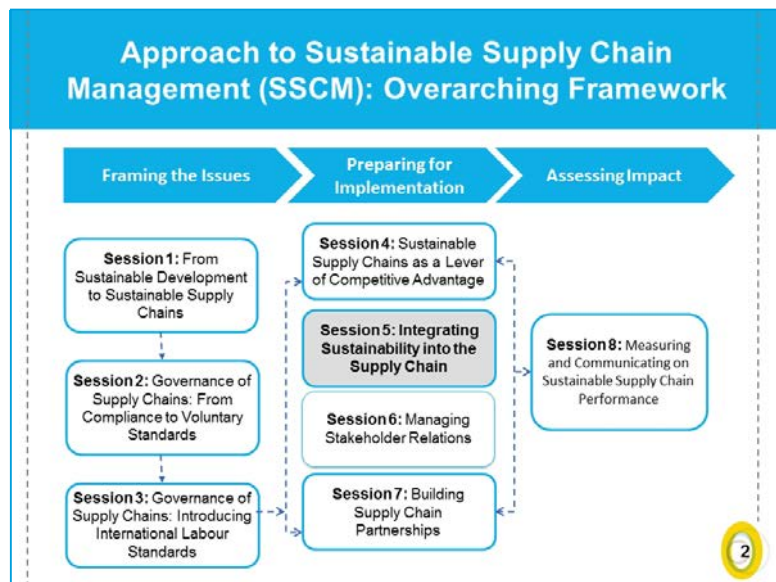 Approach to Sustainable Supply Chain
Management (SSCM): Overarching Framework
Framing the Issues
Preparing for
Implementation
Assessing Impact
Session 1: From
Sustainable Development
to Sustainable Supply
Chains
Session 2: Governance of
Supply Chains: From
Compliance to Voluntary
Standards
Session 3: Governance of
Supply Chains: Introducing
International Labour
Standards
Session 4: Sustainable
Supply Chains as a Lever
of Competitive Advantage
Session 5: Integrating
Sustainability into the
Supply Chain
Session 6: Managing
Stakeholder Relations
Session 7: Building
Supply Chain
Partnerships
Session 8: Measuring
and Communicating on
Sustainable Supply Chain
Performance
2